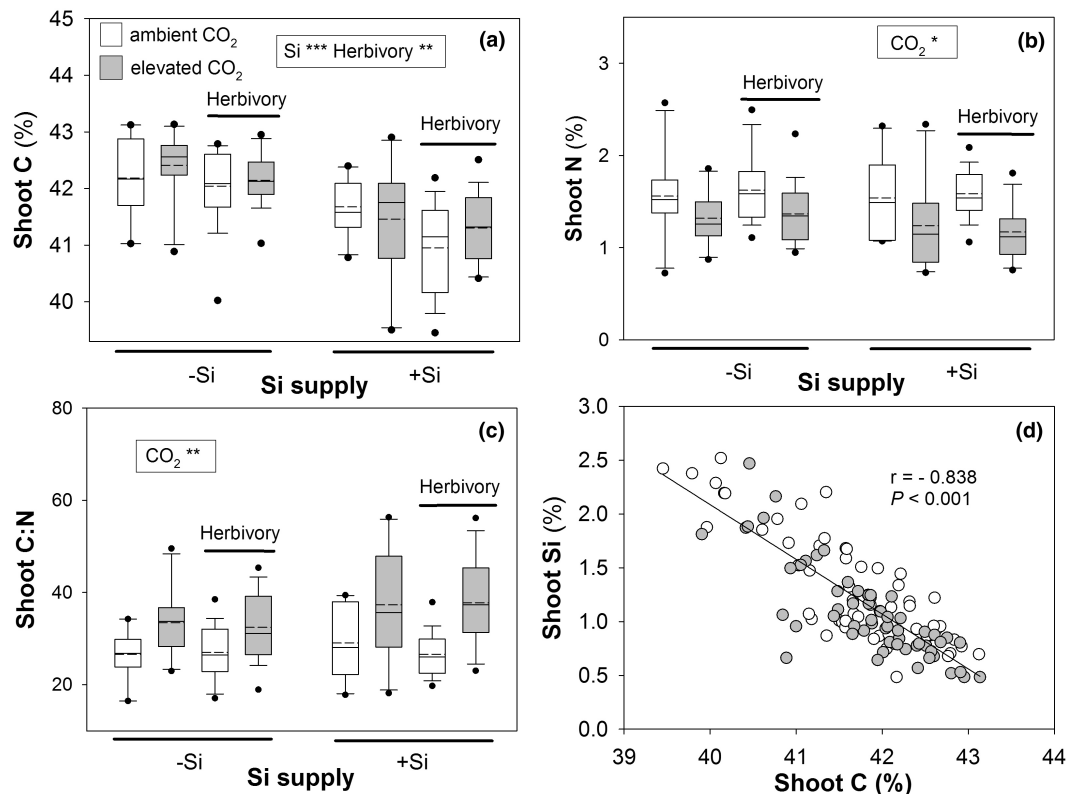 45
44
43
42
41
40
Shoot C (%)
ambient CO2
elevated CO2
Si *** Herbivory **
(a)
Herbivory
Herbivory
-Si
+Si
Si supply
3
2
1
0
Shoot N (%)
CO2 *
(b)
Herbivory
Herbivory
-Si
+Si
Si supply
80
60
40
20
Shoot C:N
CO2 **
(c)
Herbivory
Herbivory
-Si
+Si
Si supply
3.0
2.5
2.0
1.5
1.0
0.5
0.0
Shoot Si (%)
(d)
r = - 0.838
P < 0.001
39 40 41 42 43 44
Shoot C (%)